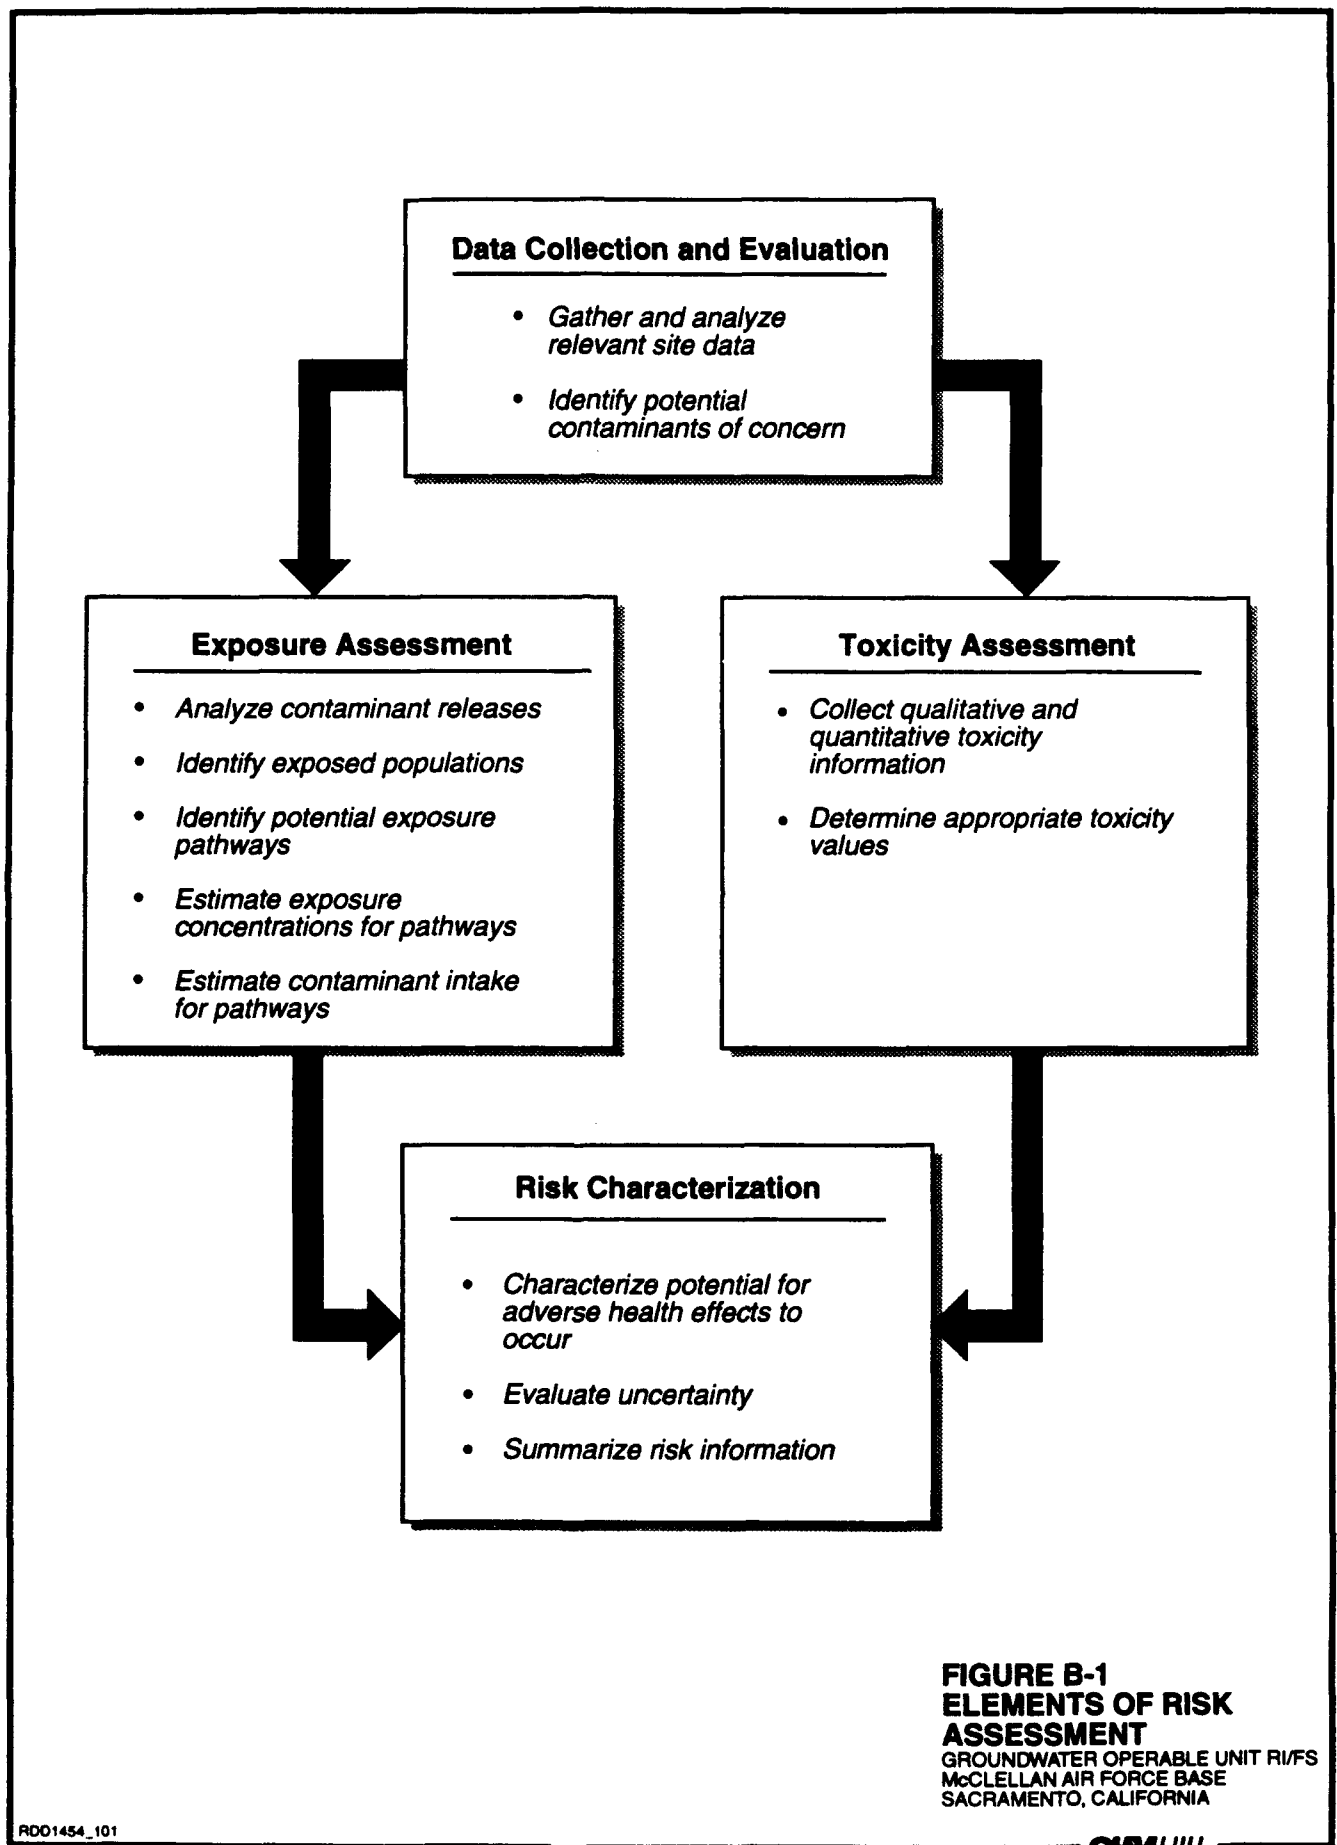 Data Collection and Evaluation
• Gather and analyze
relevant site data
• Identify potential
contaminants of concern
Exposure Assessment
• Analyze contaminant releases
• Identify exposed populations
• Identify potential exposure
pathways
• Estimate exposure
concentrations for pathways
• Estimate contaminant intake
for pathways
Toxicity Assessment
• Collect qualitative and
quantitative toxicity
information
• Determine appropriate toxicity
values
Risk Characterization
• Characterize potential for
adverse health effects to
occur
• Evaluate uncertainty
• Summarize risk information
FIGURE B-1
ELEMENTS OF RISK
ASSESSMENT
GROUNDWATER OPERABLE UNIT RI/FS
McCLELLAN AIR FORCE BASE
SACRAMENTO, CALIFORNIA
RDD1454_101